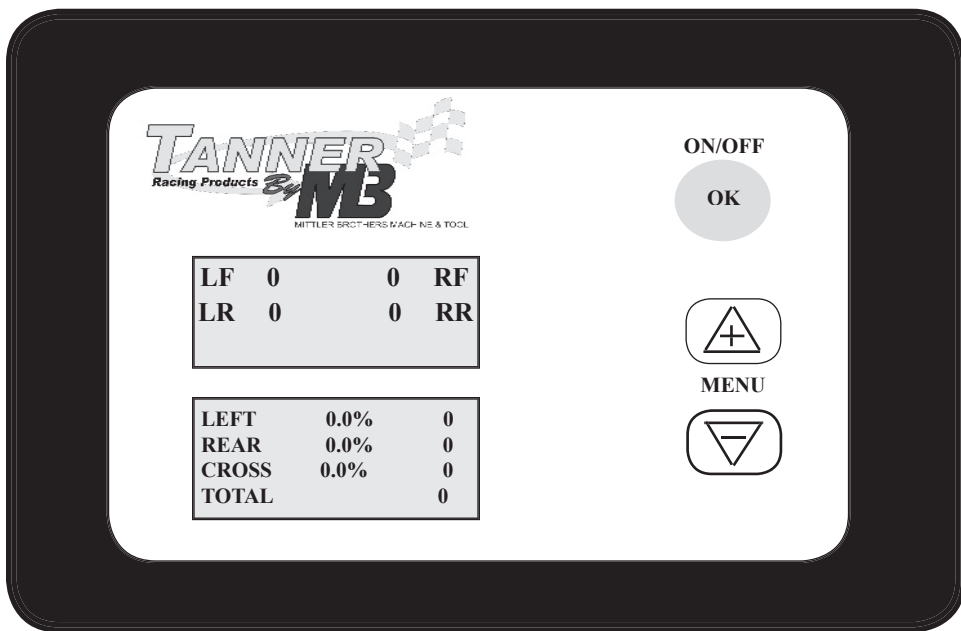 TANNER
Racing Products By MB
MITTLER BROTHERS MACHINE & TOOL
ON/OFF
OK
LF 0 0 RF
LR 0 0 RR
MENU
LEFT 0.0% 0
REAR 0.0% 0
CROSS 0.0% 0
TOTAL 0